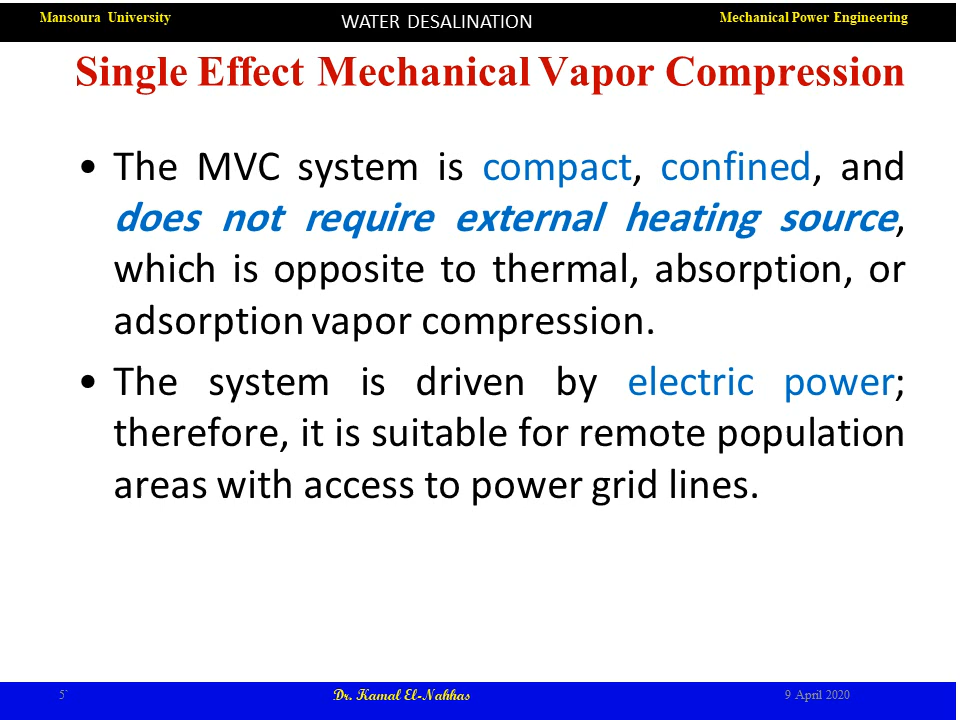 Mansoura University WATER DESALINATION Mechanical Power Engineering
Single Effect Mechanical Vapor Compression
• The MVC system is compact, confined, and
does not require external heating source,
which is opposite to thermal, absorption, or
adsorption vapor compression.
• The system is driven by electric power;
therefore, it is suitable for remote population
areas with access to power grid lines.
5` Dr. Kamal El-Nahhas 9 April 2020